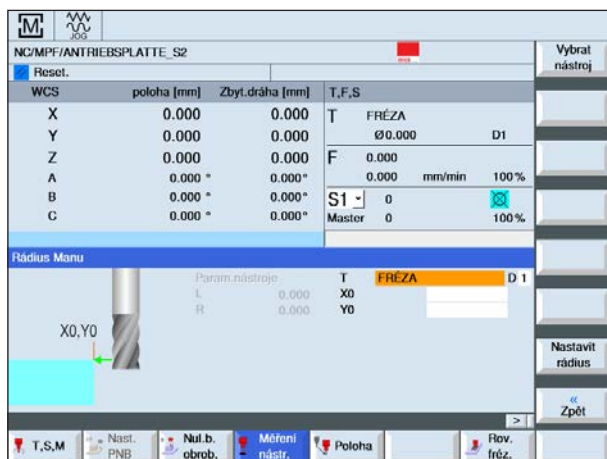 M
JOG
NC/MPF/ANTRIEBSPLATTE_S2
Vybrat
nástroj
Reset.
WCS poloha [mm] Zbyt.dráha [mm] T,F,S
X 0.000 0.000 T FRÉZA
Y 0.000 0.000 Ø0.000 D1
Z 0.000 0.000 F 0.000
A 0.000 ° 0.000° 0.000 mm/min 100%
B 0.000 ° 0.000° S1 0
C 0.000 ° 0.000° Master 0 100%
Rádius Manu
Param.nástroje T FRÉZA D 1
L 0.000 X0
R 0.000 Y0
X0,Y0
Nastavit
rádius
«
Zpět
>
T,S,M
Nast.
PNB
Nul.b.
obrob.
Měření
nástr.
Poloha
Rov.
fréz.